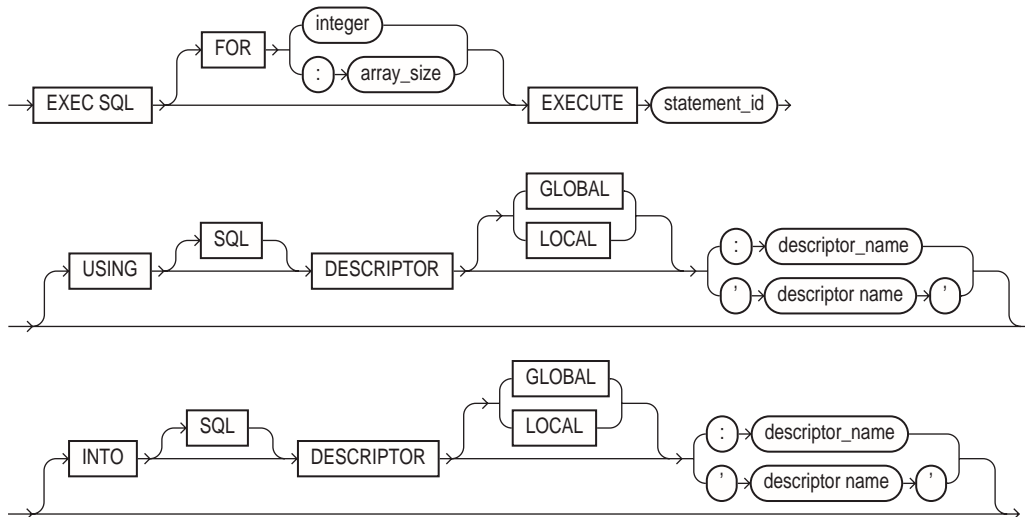 integer
FOR
: array_size
EXEC SQL EXECUTE statement_id
GLOBAL
SQL LOCAL : descriptor_name
USING DESCRIPTOR ' descriptor name '
GLOBAL
SQL LOCAL : descriptor_name
INTO DESCRIPTOR ' descriptor name '